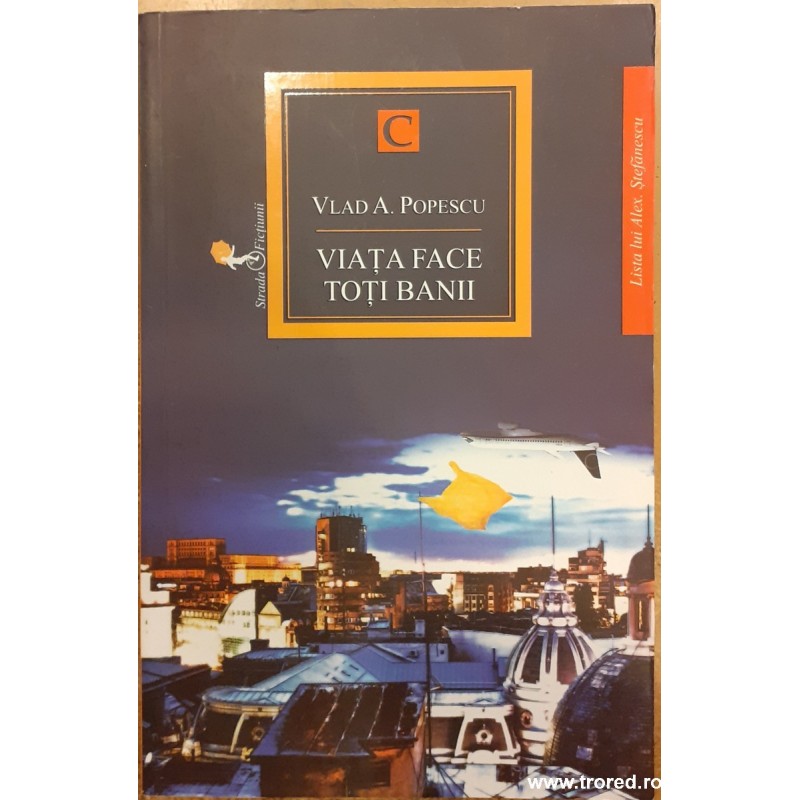 C
VLAD A. POPESCU
VIAȚA FACE
TOȚI BANII
Strada Ficțiunii
Lista lui Alex. Ștefănescu
www.trored.ro